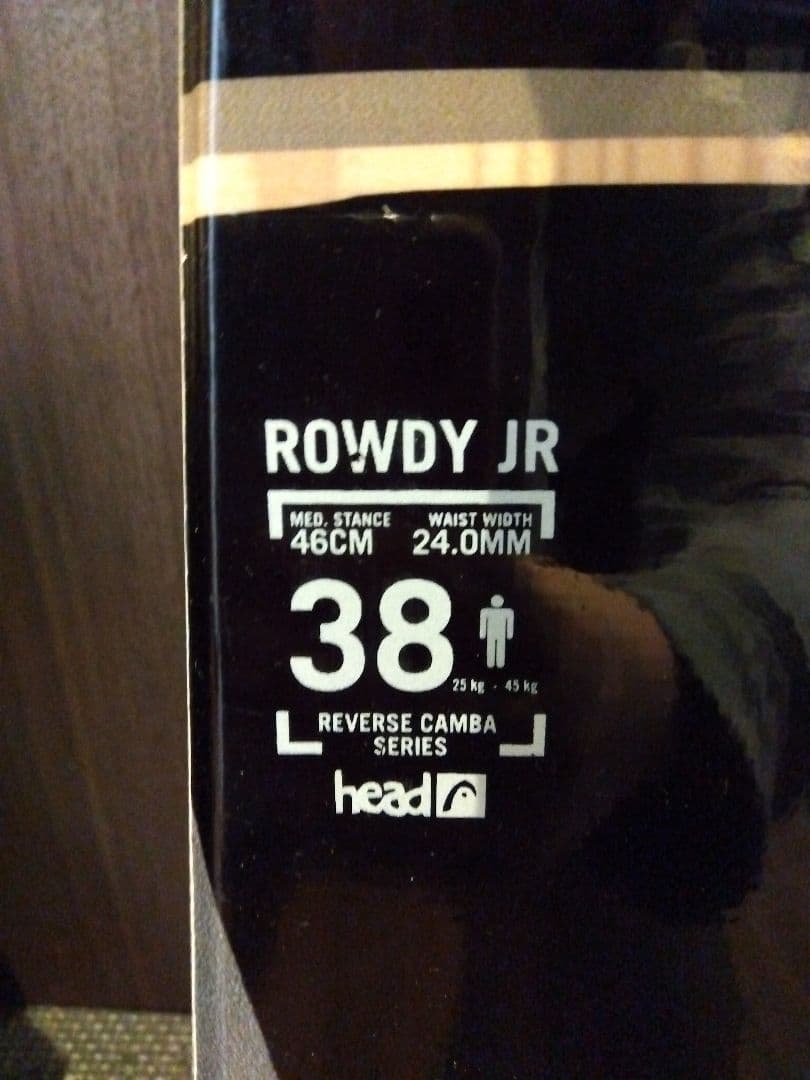 ROWDY JR
MED. STANCE WAIST WIDTH
46CM 24.0MM
38
25 kg - 45 kg
REVERSE CAMBA
SERIES
head